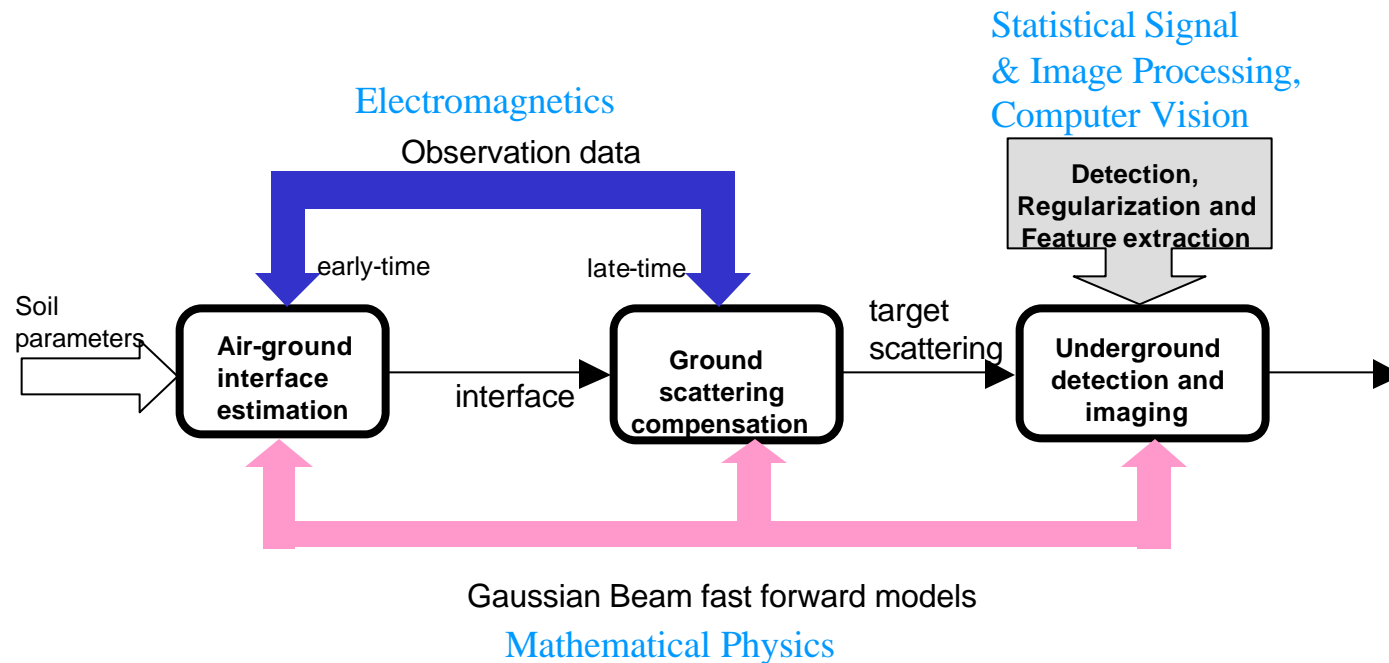 Statistical Signal
& Image Processing,
Computer Vision
Electromagnetics
Observation data
Detection,
Regularization and
Feature extraction
early-time
late-time
Soil
parameters
Air-ground
interface
estimation
interface
Ground
scattering
compensation
target
scattering
Underground
detection and
imaging
Gaussian Beam fast forward models
Mathematical Physics